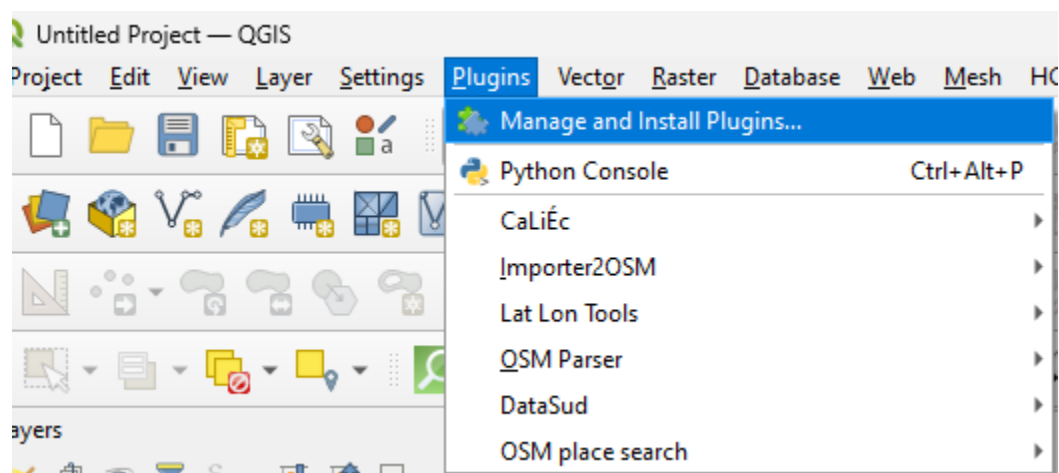 Untitled Project — QGIS
Project Edit View Layer Settings Plugins Vector Raster Database Web Mesh
a
Manage and Install Plugins...
Python Console Ctrl+Alt+P
CaLiÉc
Importer2OSM
Lat Lon Tools
OSM Parser
DataSud
OSM place search